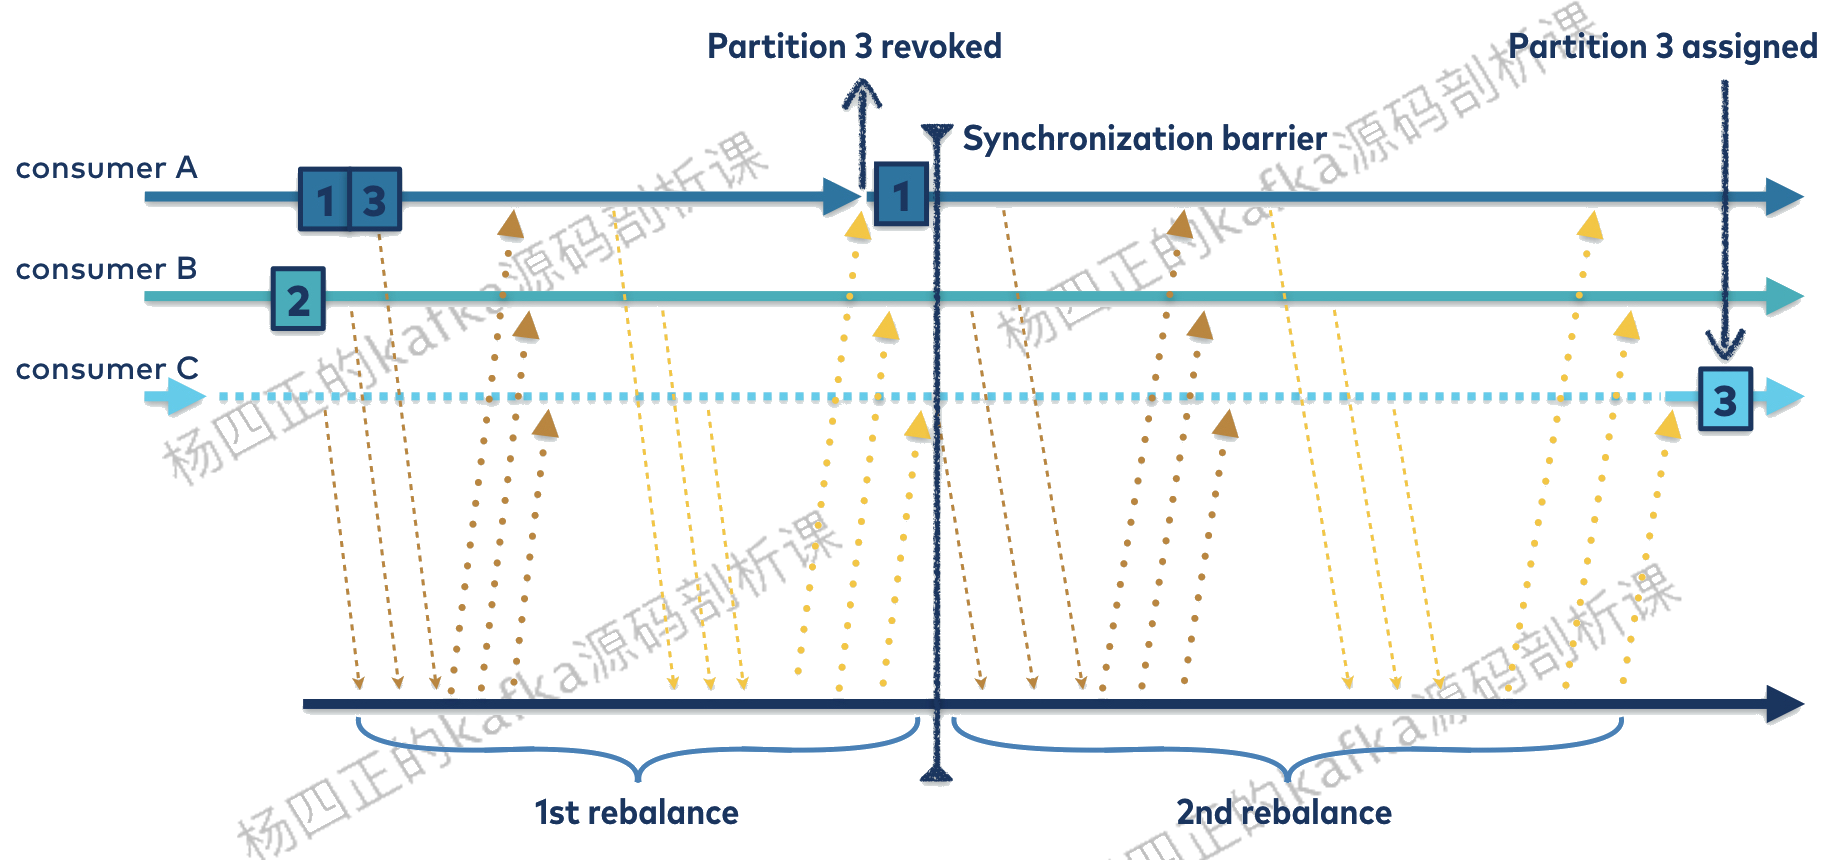 Partition 3 revoked
Partition 3 assigned
Synchronization barrier
consumer A
1 3
1
consumer B
2
consumer C
3
1st rebalance
2nd rebalance
杨四正的kafka源码剖析课
杨四正的kafka源码剖析课
杨四正的kafka源码剖析课
杨四正的kafka源码剖析课